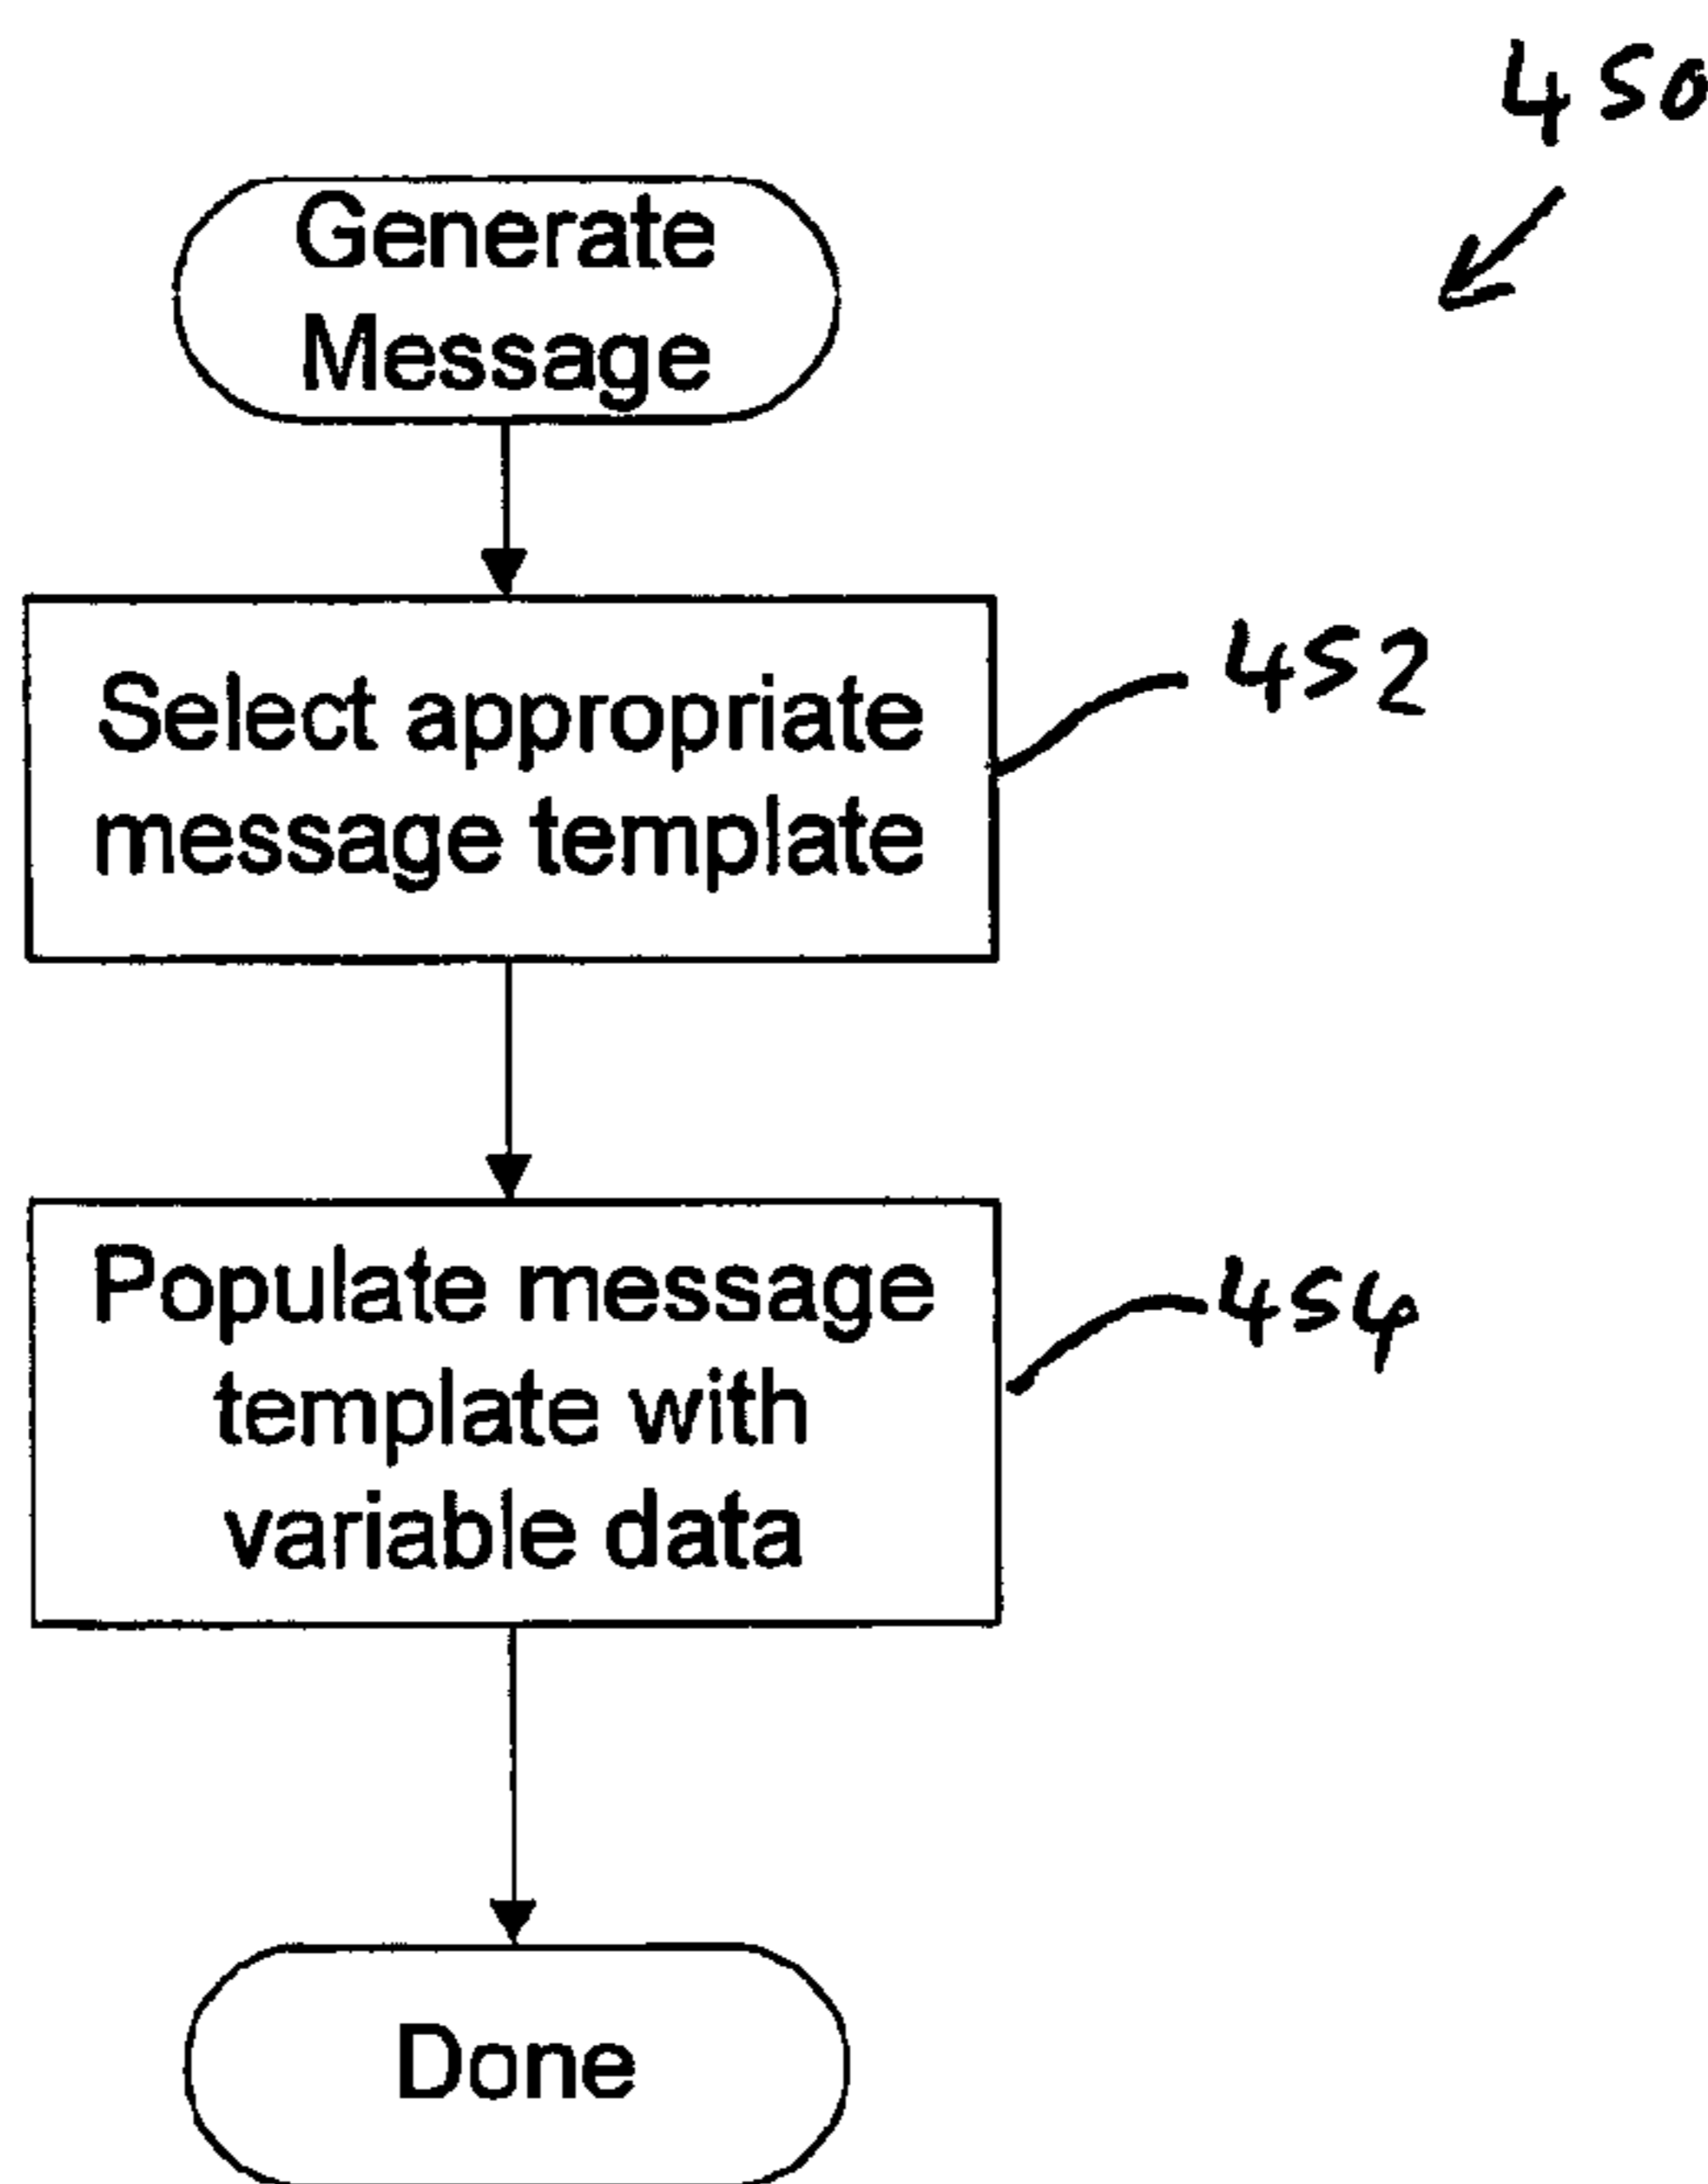 450
Generate
Message
Select appropriate
message template
452
Populate message
template with
variable data
454
Done